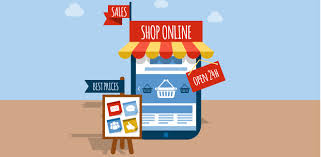 SALES
SHOP ONLINE
OPEN 24H
BEST PRICES